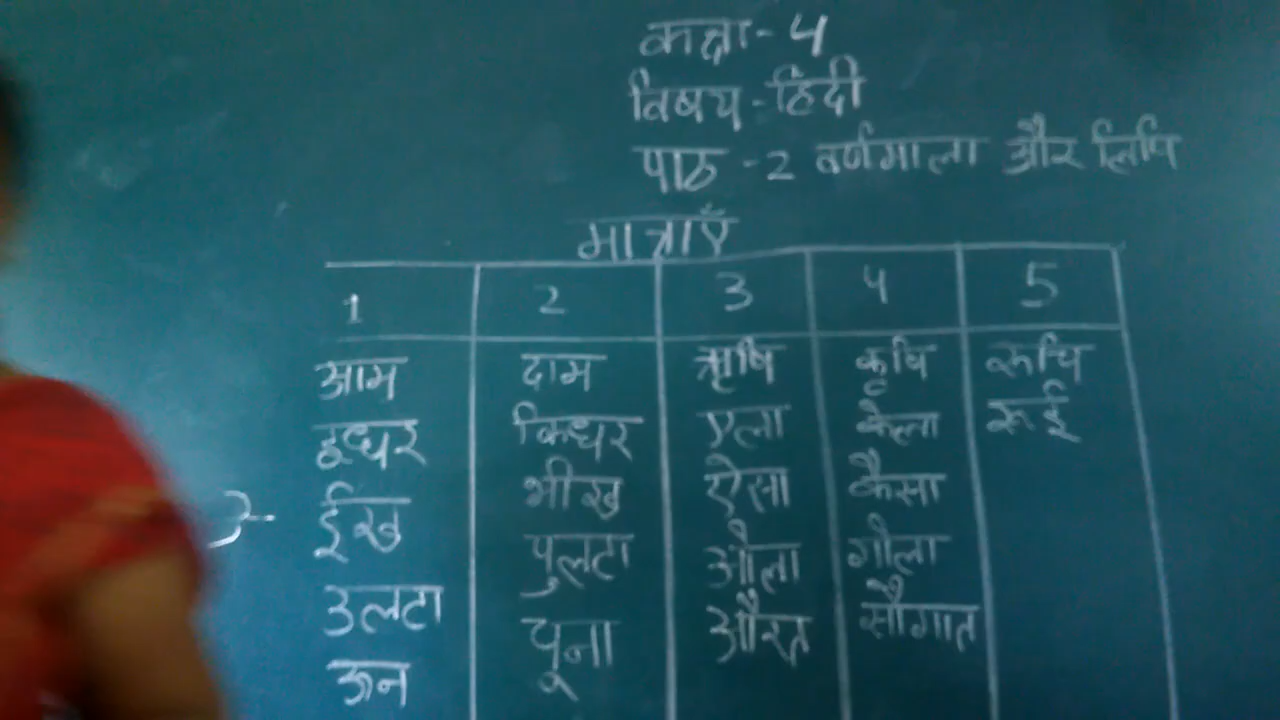 कक्षा - 4
विषय - हिंदी
पाठ - 2 वर्णमाला और लिपि
मात्राएँ
1 2 3 4 5
आम दाम ऋषि कृषि रूचि
इधर किधर एला केला रूई
ईख भीख ऐसा कैसा
उलटा पुलटा ओला गोला
ऊन चूना औरत सौगात